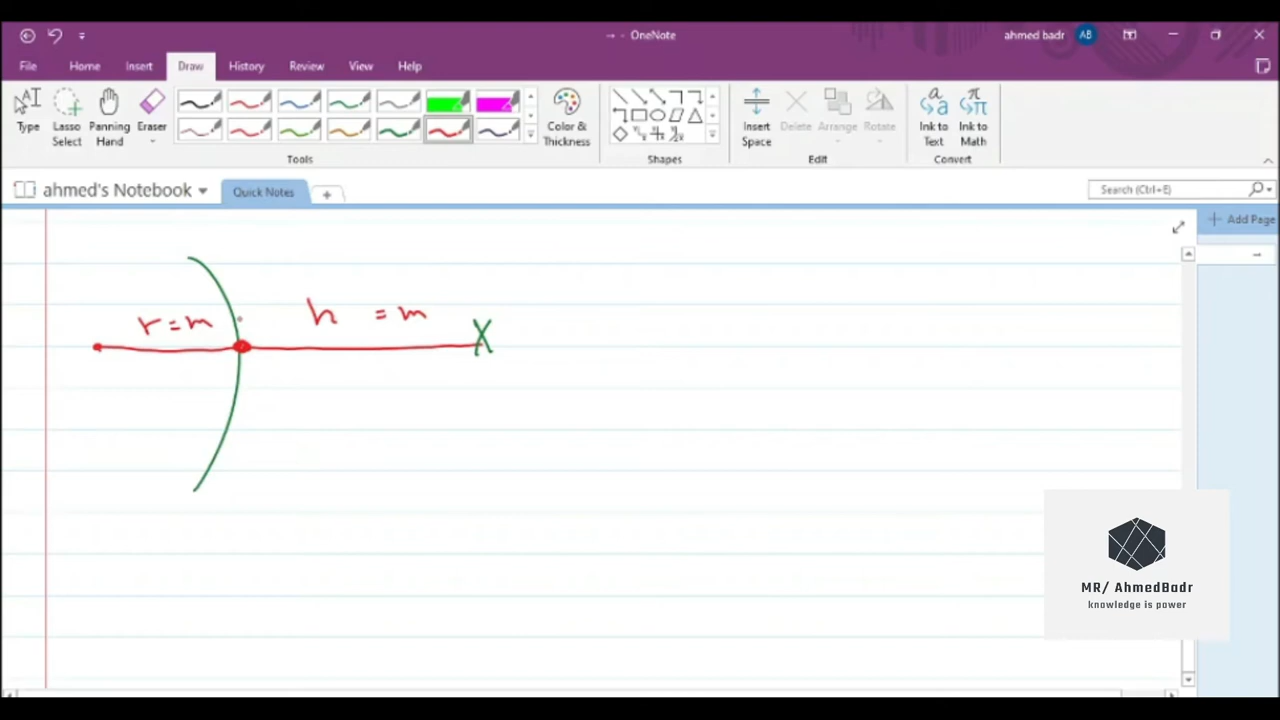 → - OneNote
ahmed badr AB
File Home Insert Draw History Review View Help
Type
Lasso Select
Panning Hand
Eraser
Color & Thickness
Insert Space
Delete
Arrange
Rotate
Ink to Text
Ink to Math
Tools
Shapes
Edit
Convert
ahmed's Notebook
Quick Notes
Search (Ctrl+E)
Add Page
r = m
h = m
X
MR/ AhmedBadr
knowledge is power